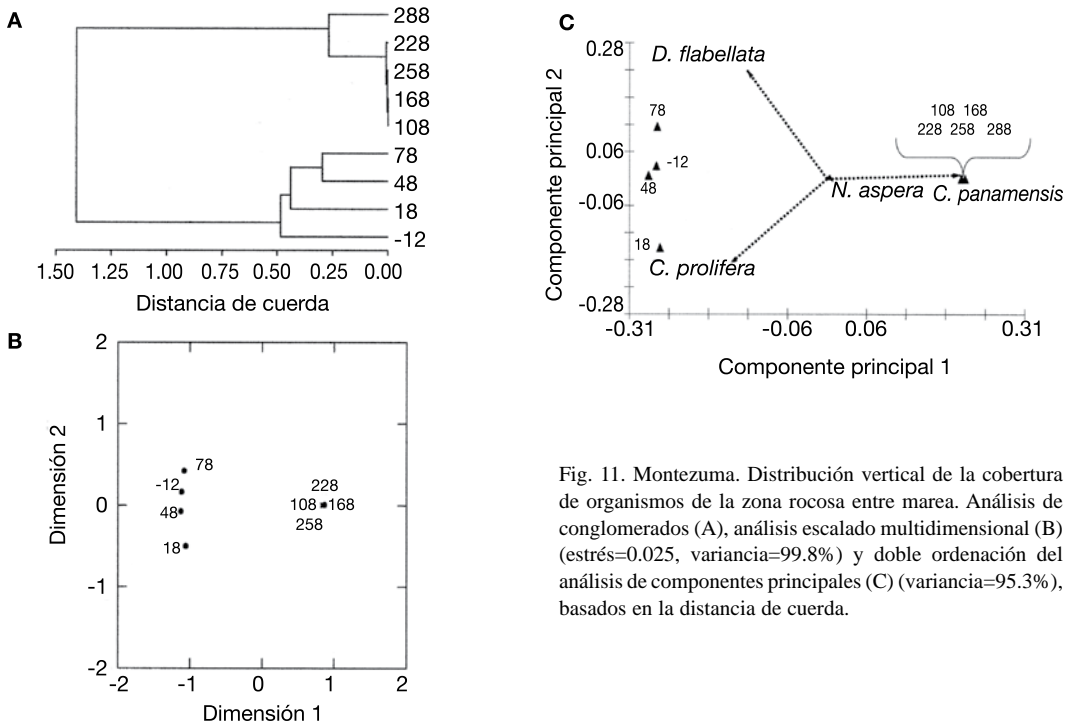 A
288
228
258
168
108
78
48
18
-12
1.50 1.25 1.00 0.75 0.50 0.25 0.00
Distancia de cuerda
B
2
1
0
-1
-2
Dimensión 2
78
-12
48
18
228
108 168
258
-2 -1 0 1 2
Dimensión 1
C
0.28
0.06
-0.06
-0.28
Componente principal 2
D. flabellata
78
-12
48
18
C. prolifera
N. aspera
108 168
228 258 288
C. panamensis
-0.31 -0.06 0.06 0.31
Componente principal 1
Fig. 11. Montezuma. Distribución vertical de la cobertura
de organismos de la zona rocosa entre marea. Análisis de
conglomerados (A), análisis escalado multidimensional (B)
(estrés=0.025, variancia=99.8%) y doble ordenación del
análisis de componentes principales (C) (variancia=95.3%),
basados en la distancia de cuerda.